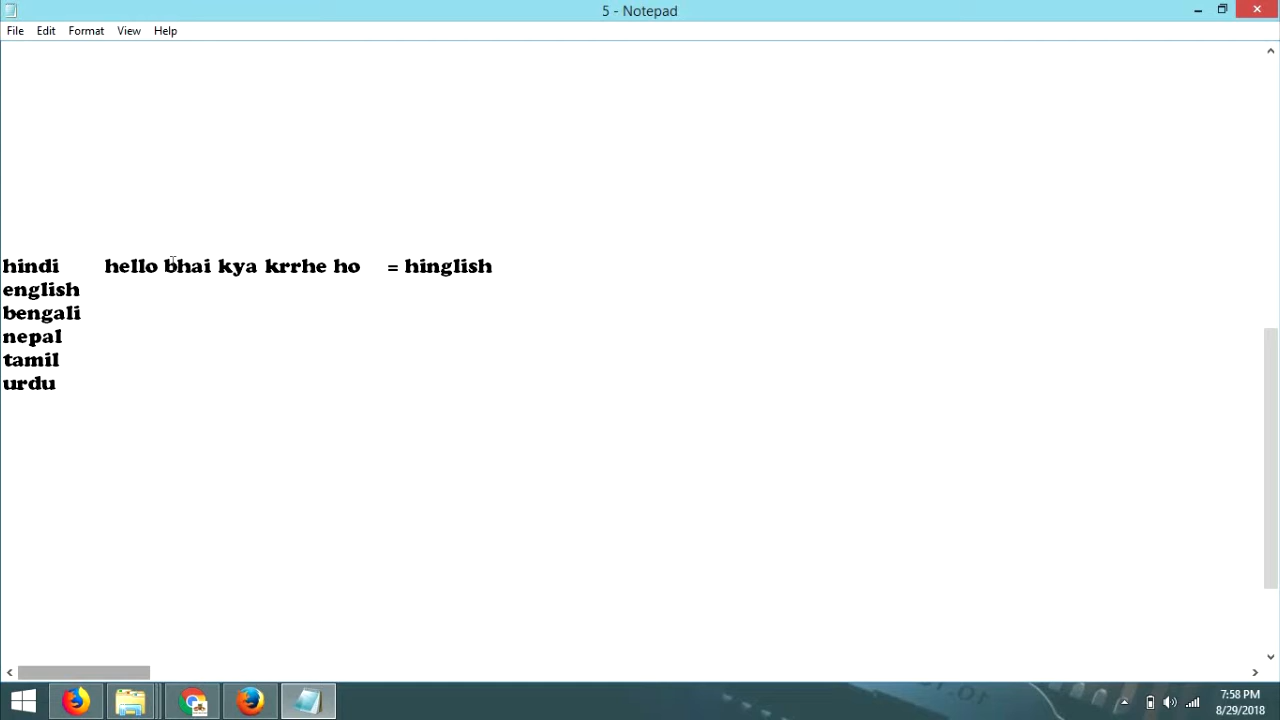 5 - Notepad
File Edit Format View Help
hindi hello bhai kya krrhe ho = hinglish
english
bengali
nepal
tamil
urdu
7:58 PM
8/29/2018